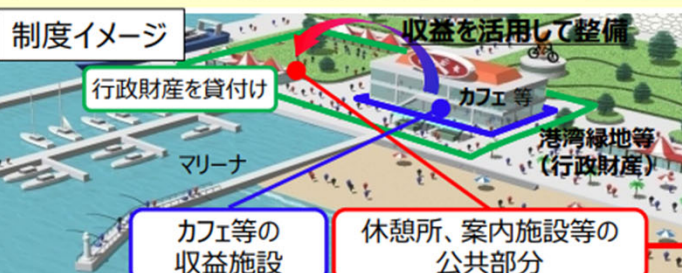 制度イメージ
収益を活用して整備
行政財産を貸付け
カフェ 等
港湾緑地等
(行政財産)
マリーナ
カフェ等の
収益施設
休憩所、案内施設等の
公共部分